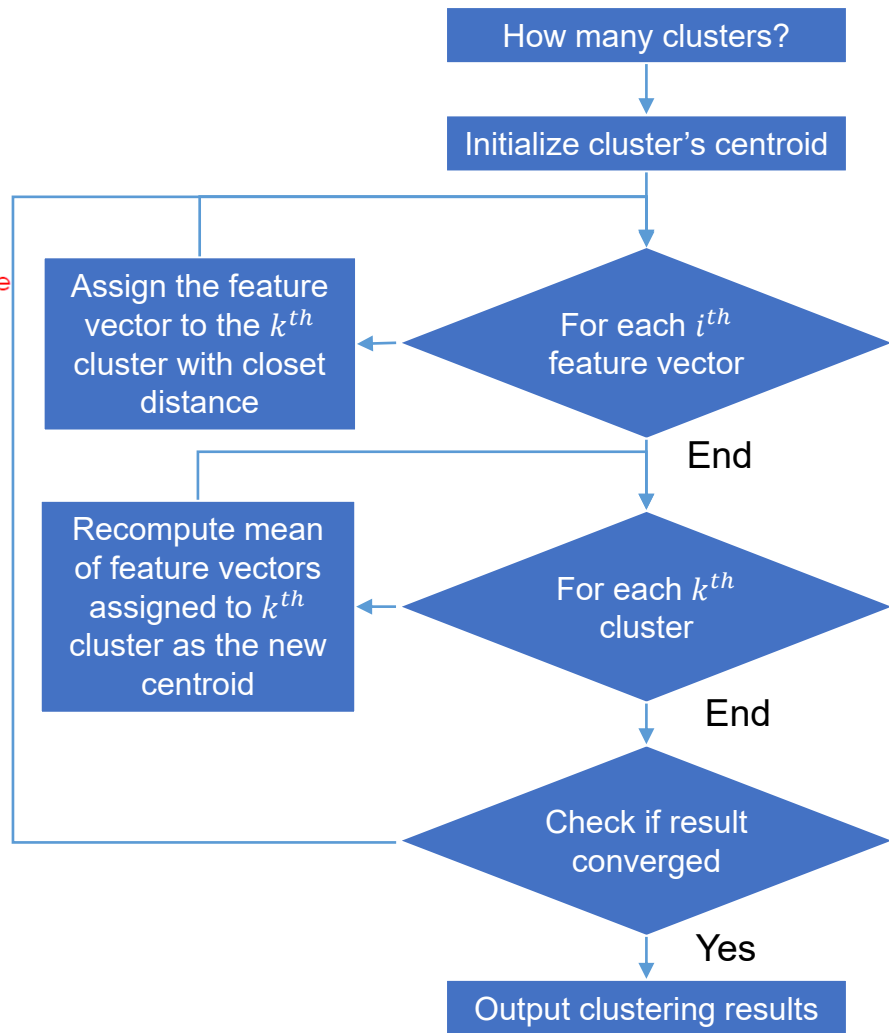 How many clusters?
Initialize cluster's centroid
e
Assign the feature
vector to the k^th
cluster with closet
distance
For each i^th
feature vector
End
Recompute mean
of feature vectors
assigned to k^th
cluster as the new
centroid
For each k^th
cluster
End
Check if result
converged
Yes
Output clustering results